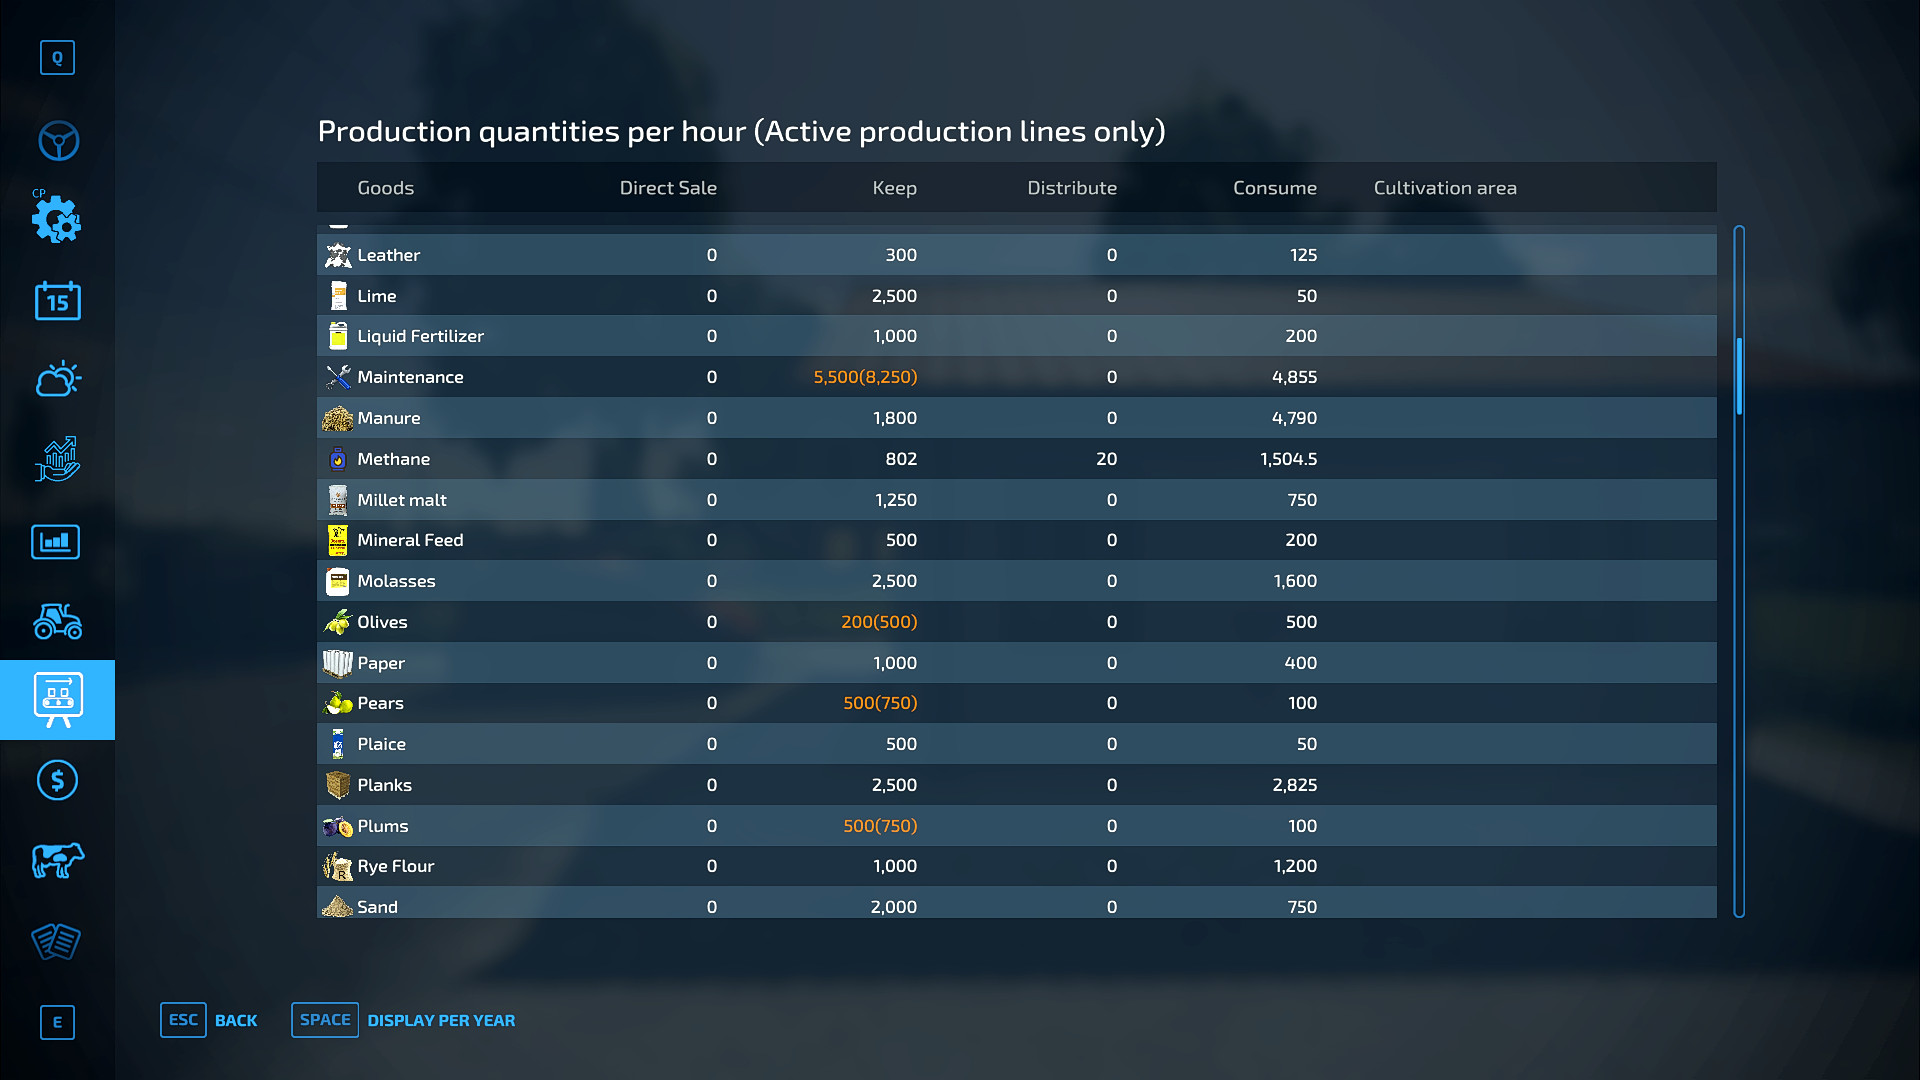 Q
CP
15
E
Production quantities per hour (Active production lines only)
Goods Direct Sale Keep Distribute Consume Cultivation area
Leather 0 300 0 125
Lime 0 2,500 0 50
Liquid Fertilizer 0 1,000 0 200
Maintenance 0 5,500(8,250) 0 4,855
Manure 0 1,800 0 4,790
Methane 0 802 20 1,504.5
Millet malt 0 1,250 0 750
Mineral Feed 0 500 0 200
Molasses 0 2,500 0 1,600
Olives 0 200(500) 0 500
Paper 0 1,000 0 400
Pears 0 500(750) 0 100
Plaice 0 500 0 50
Planks 0 2,500 0 2,825
Plums 0 500(750) 0 100
Rye Flour 0 1,000 0 1,200
Sand 0 2,000 0 750
ESC BACK SPACE DISPLAY PER YEAR